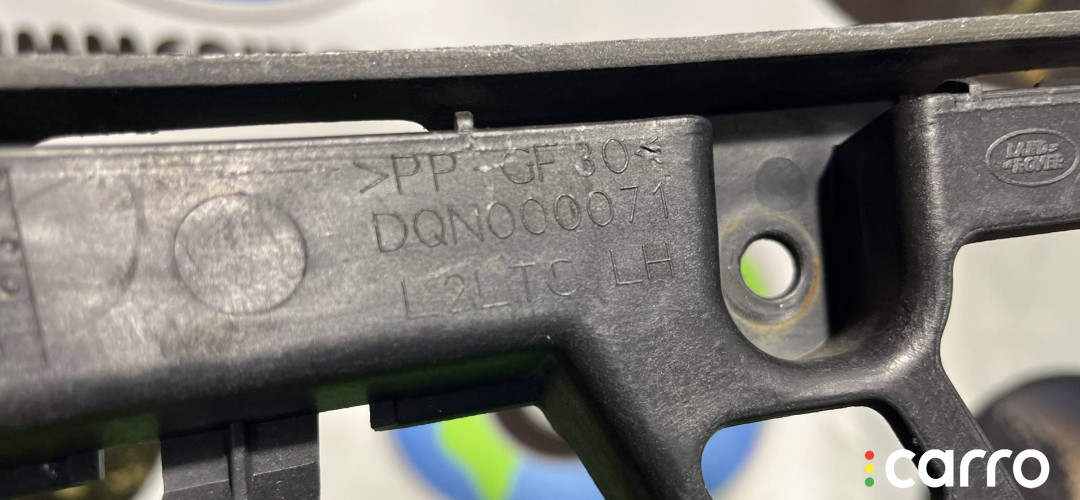 >PP-GF30<
DQN000071
L2LTC LH
LAND
ROVER
carro